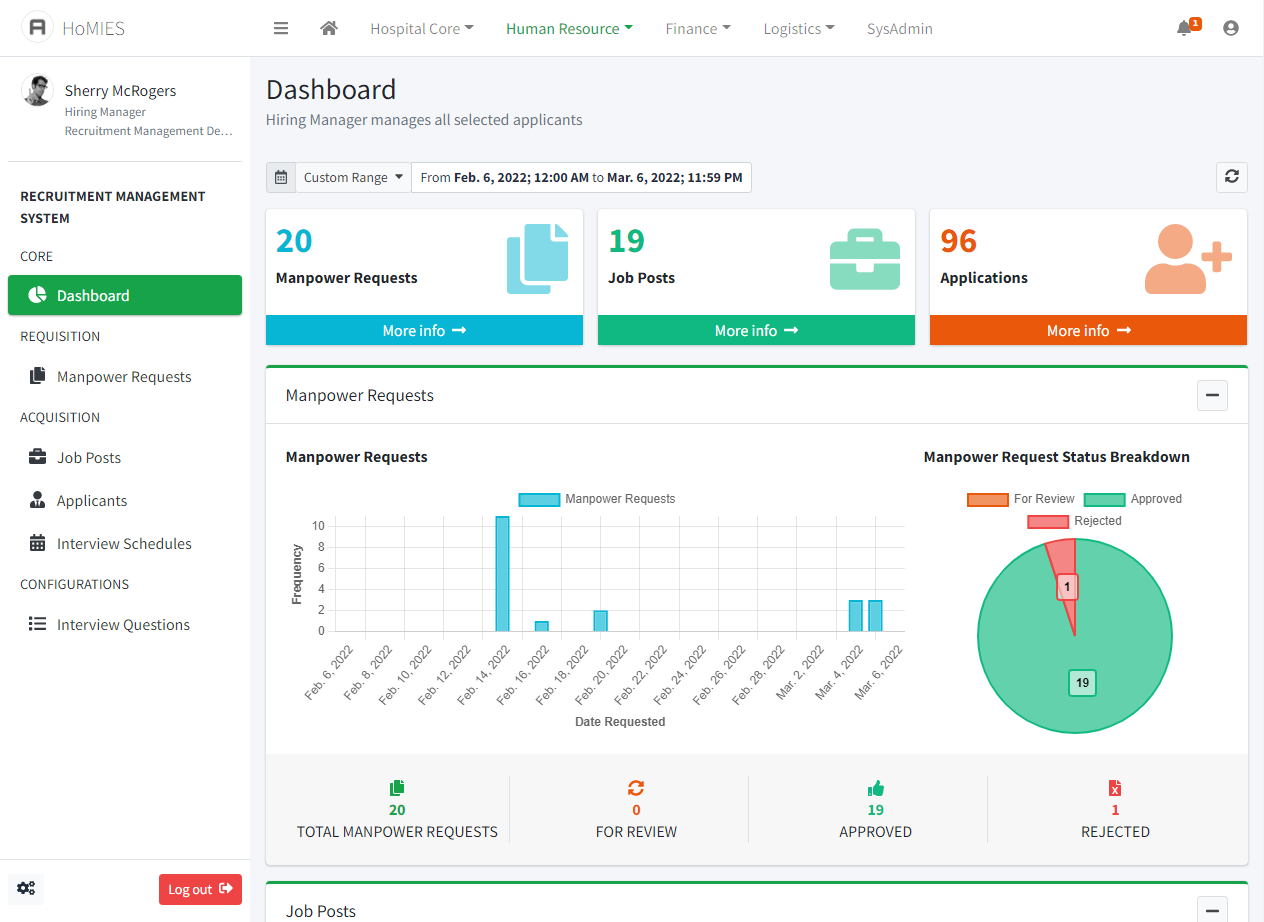 HoMIES
Hospital Core
Human Resource
Finance
Logistics
SysAdmin
1
Sherry McRogers
Hiring Manager
Recruitment Management De...
RECRUITMENT MANAGEMENT
SYSTEM
CORE
Dashboard
REQUISITION
Manpower Requests
ACQUISITION
Job Posts
Applicants
Interview Schedules
CONFIGURATIONS
Interview Questions
Log out
Dashboard
Hiring Manager manages all selected applicants
Custom Range
From Feb. 6, 2022; 12:00 AM to Mar. 6, 2022; 11:59 PM
20
Manpower Requests
More info
19
Job Posts
More info
96
Applications
More info
Manpower Requests
Manpower Requests
Manpower Requests
Frequency
10
8
6
4
2
0
Feb. 6, 2022
Feb. 8, 2022
Feb. 10, 2022
Feb. 12, 2022
Feb. 14, 2022
Feb. 16, 2022
Feb. 18, 2022
Feb. 20, 2022
Feb. 22, 2022
Feb. 24, 2022
Feb. 26, 2022
Feb. 28, 2022
Mar. 2, 2022
Mar. 4, 2022
Mar. 6, 2022
Date Requested
Manpower Request Status Breakdown
For Review
Approved
Rejected
1
19
20
TOTAL MANPOWER REQUESTS
0
FOR REVIEW
19
APPROVED
1
REJECTED
Job Posts